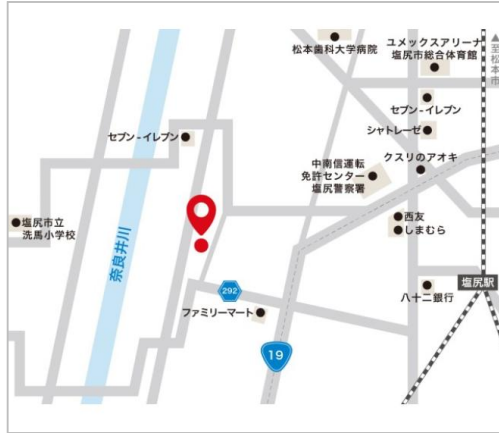 松本歯科大学病院
ユメックスアリーナ
塩尻市総合体育館
▲至松本市
セブン-イレブン
シャトレーゼ
セブン-イレブン
クスリのアオキ
中南信運転
免許センター
塩尻警察署
西友
しまむら
塩尻市立
洗馬小学校
奈良井川
292
ファミリーマート
八十二銀行
塩尻駅
19